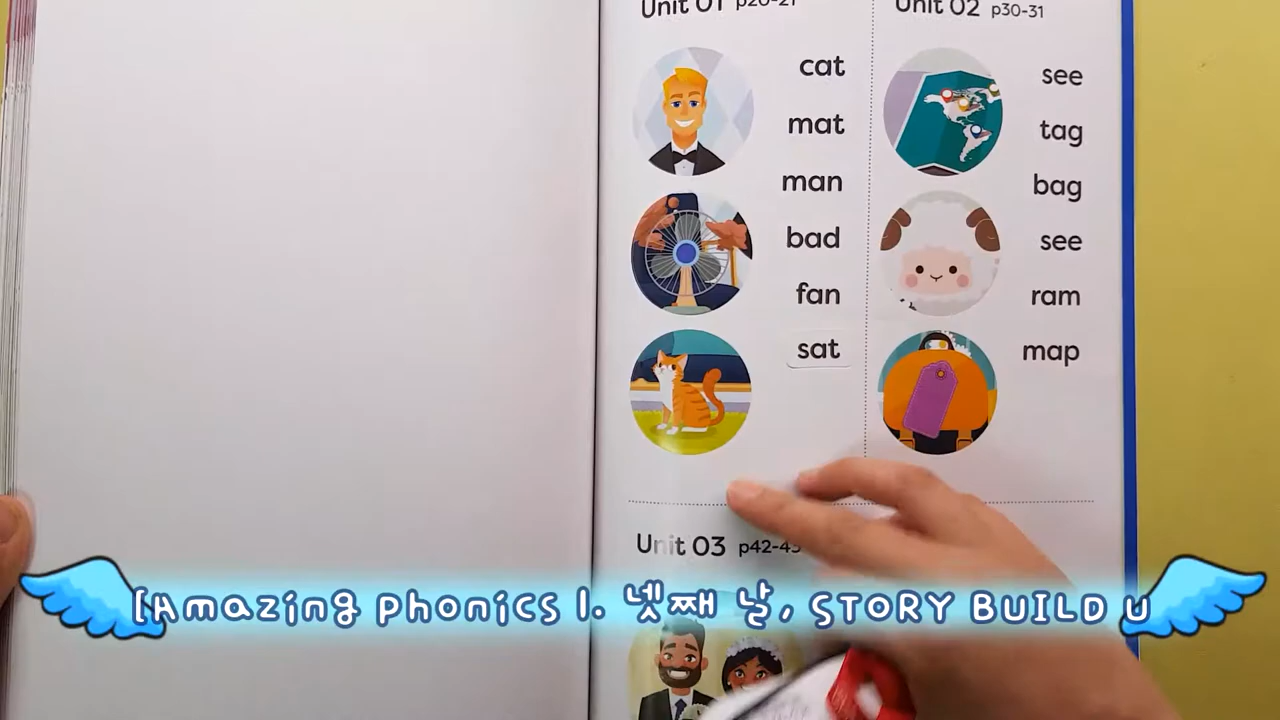 Unit 01 p20-21
cat
mat
man
bad
fan
sat
Unit 02 p30-31
see
tag
bag
see
ram
map
Unit 03 p42-43
[Amazing Phonics 1. 넷째 날, STORY BUILD U